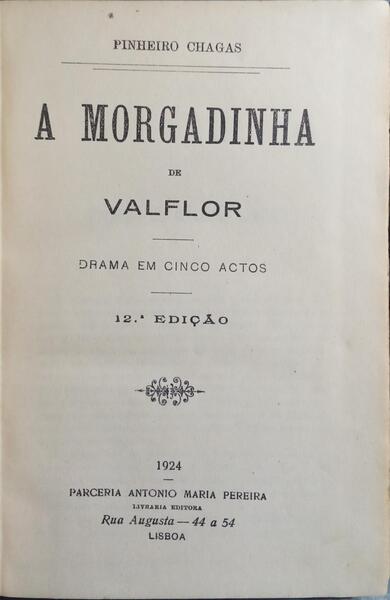 PINHEIRO CHAGAS
A MORGADINHA
DE
VALFLOR
DRAMA EM CINCO ACTOS
12.ª EDIÇÃO
1924
PARCERIA ANTONIO MARIA PEREIRA
LIVRARIA EDITORA
Rua Augusta — 44 a 54
LISBOA